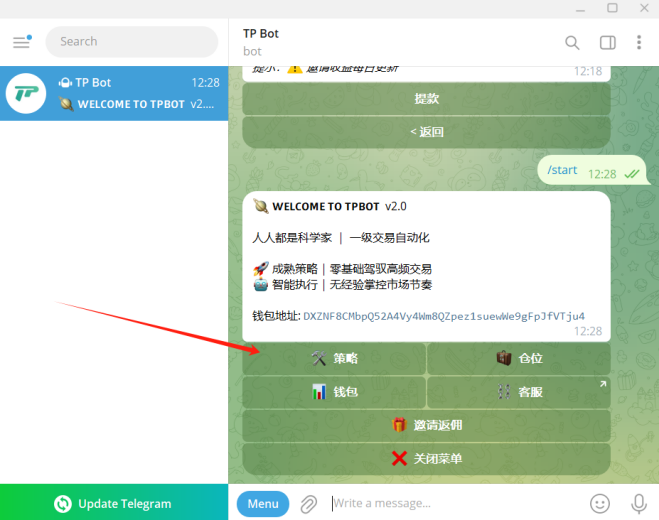 Search
TP Bot
bot
TP
TP Bot
12:28
WELCOME TO TPBOT v2....
提示: 邀请收益每日更新
12:18
提款
< 返回
/start 12:28
WELCOME TO TPBOT v2.0
人人都是科学家 | 一级交易自动化
成熟策略 | 零基础驾驭高频交易
智能执行 | 无经验掌控市场节奏
钱包地址: DXZNF8CMbpQ52A4Vy4Wm8QZpez1suewWe9gFpJfVTju4
12:28
策略
仓位
钱包
客服
邀请返佣
关闭菜单
Update Telegram
Menu
Write a message...